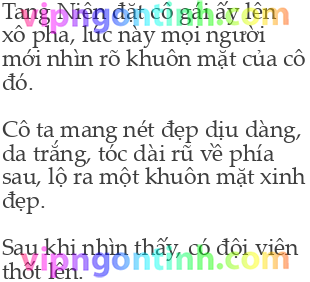 Tang Niên đặt cô gái ấy lên
xô pha, lúc này mọi người
mới nhìn rõ khuôn mặt của cô
đó.
Cô ta mang nét đẹp dịu dàng,
da trắng, tóc dài rũ về phía
sau, lộ ra một khuôn mặt xinh
đẹp.
Sau khi nhìn thấy, có đội viên
thốt lên.
vipngontinh.com
vipngontinh.com